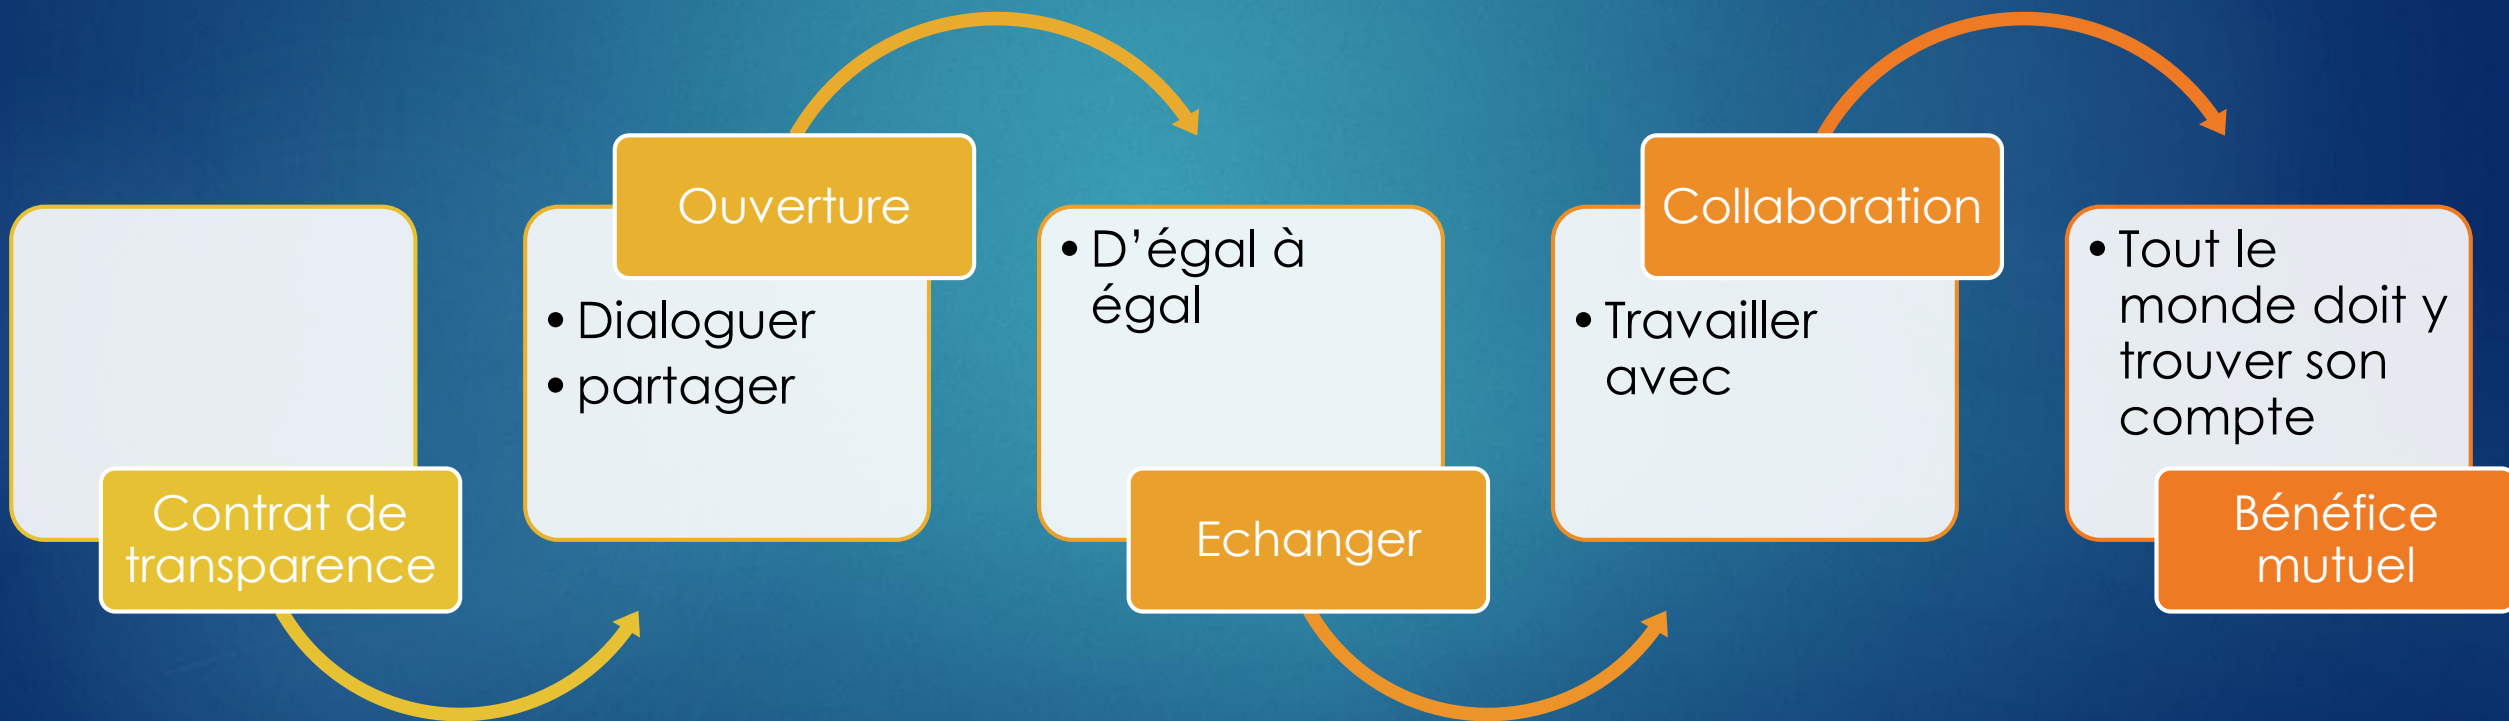 Contrat de
transparence
Ouverture
• Dialoguer
• partager
• D'égal à
égal
Echanger
Collaboration
• Travailler
avec
• Tout le
monde doit y
trouver son
compte
Bénéfice
mutuel